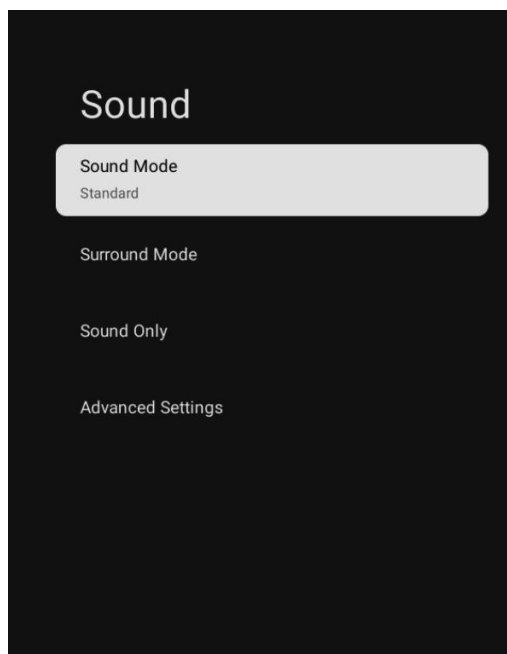 Sound
Sound Mode
Standard
Surround Mode
Sound Only
Advanced Settings